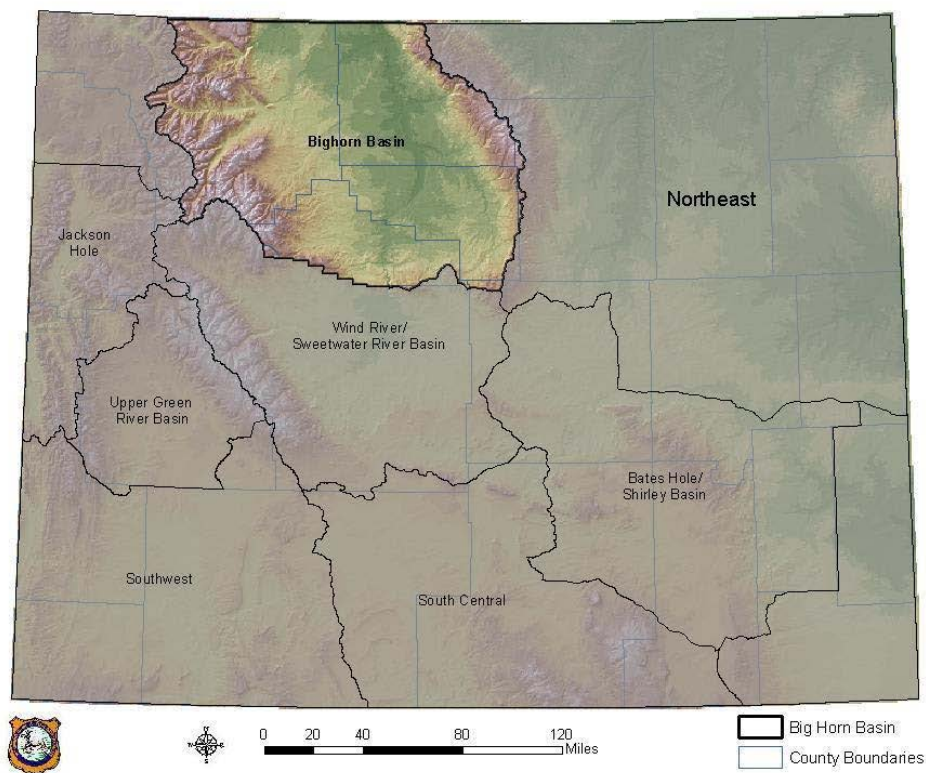 Bighorn Basin
Northeast
Jackson
Hole
Wind River/
Sweetwater River Basin
Upper Green
River Basin
Bates Hole/
Shirley Basin
Southwest
South Central
0 20 40 80 120
Miles
N
W E
S
Big Horn Basin
County Boundaries